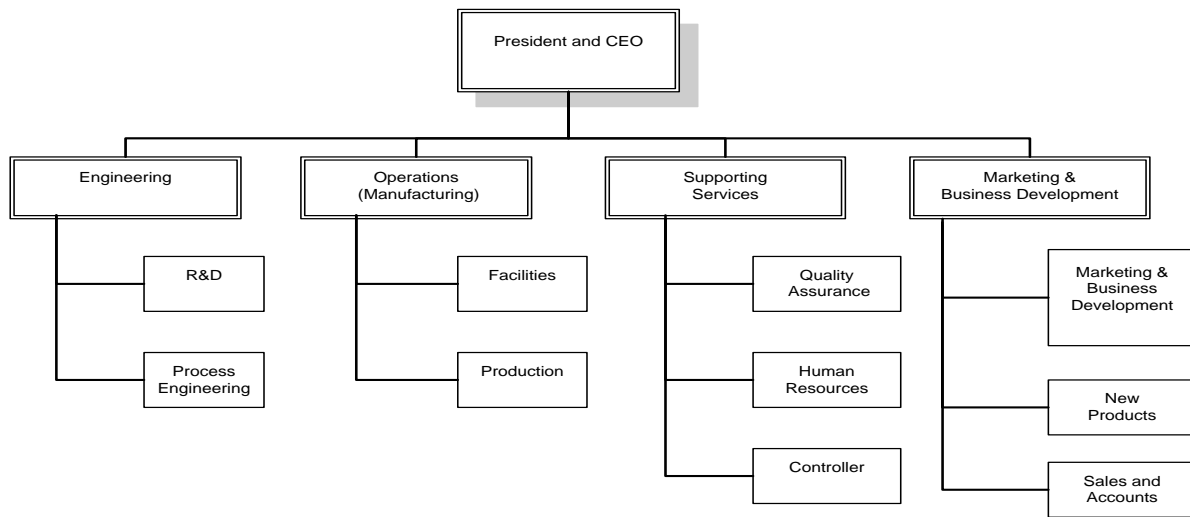 President and CEO
Engineering
Operations
(Manufacturing)
Supporting
Services
Marketing &
Business Development
R&D
Process
Engineering
Facilities
Production
Quality
Assurance
Human
Resources
Controller
Marketing &
Business
Development
New
Products
Sales and
Accounts